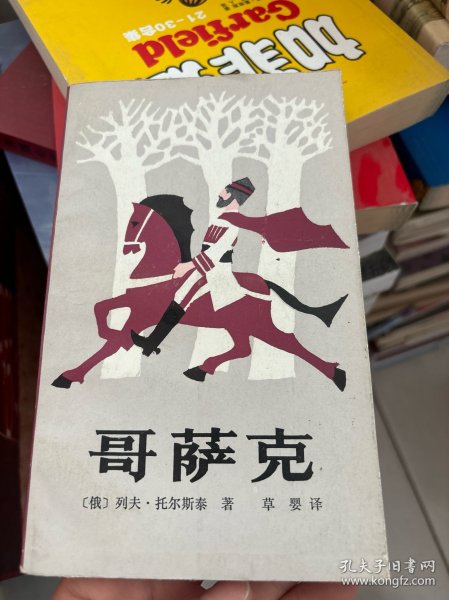 加菲猫
Garfield
21-30合集
哥萨克
〔俄〕列夫·托尔斯泰 著 草婴译
孔夫子旧书网
www.kongfz.com